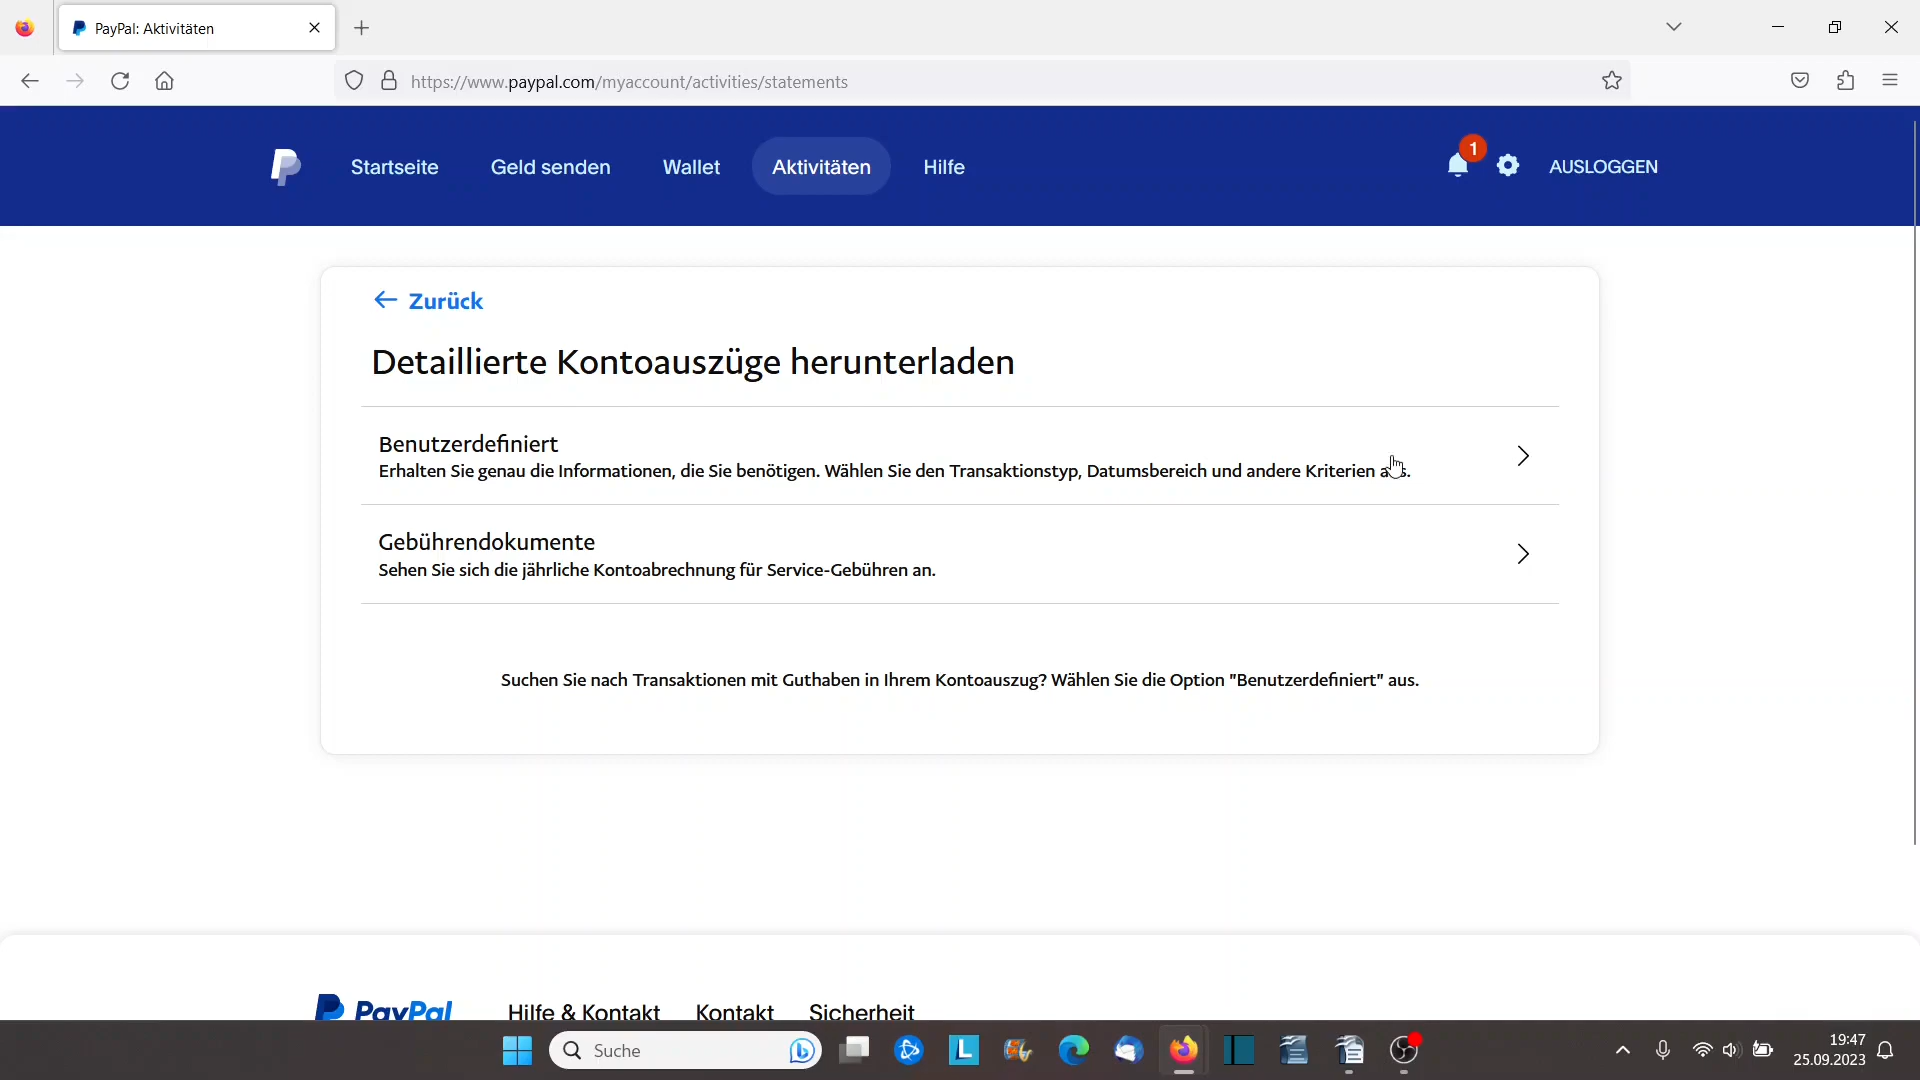 PayPal: Aktivitäten
https://www.paypal.com/myaccount/activities/statements
Startseite
Geld senden
Wallet
Aktivitäten
Hilfe
1
AUSLOGGEN
Zurück
Detaillierte Kontoauszüge herunterladen
Benutzerdefiniert
Erhalten Sie genau die Informationen, die Sie benötigen. Wählen Sie den Transaktionstyp, Datumsbereich und andere Kriterien aus.
Gebührendokumente
Sehen Sie sich die jährliche Kontoabrechnung für Service-Gebühren an.
Suchen Sie nach Transaktionen mit Guthaben in Ihrem Kontoauszug? Wählen Sie die Option "Benutzerdefiniert" aus.
PayPal
Hilfe & Kontakt
Kontakt
Sicherheit
Suche
L
19:47
25.09.2023